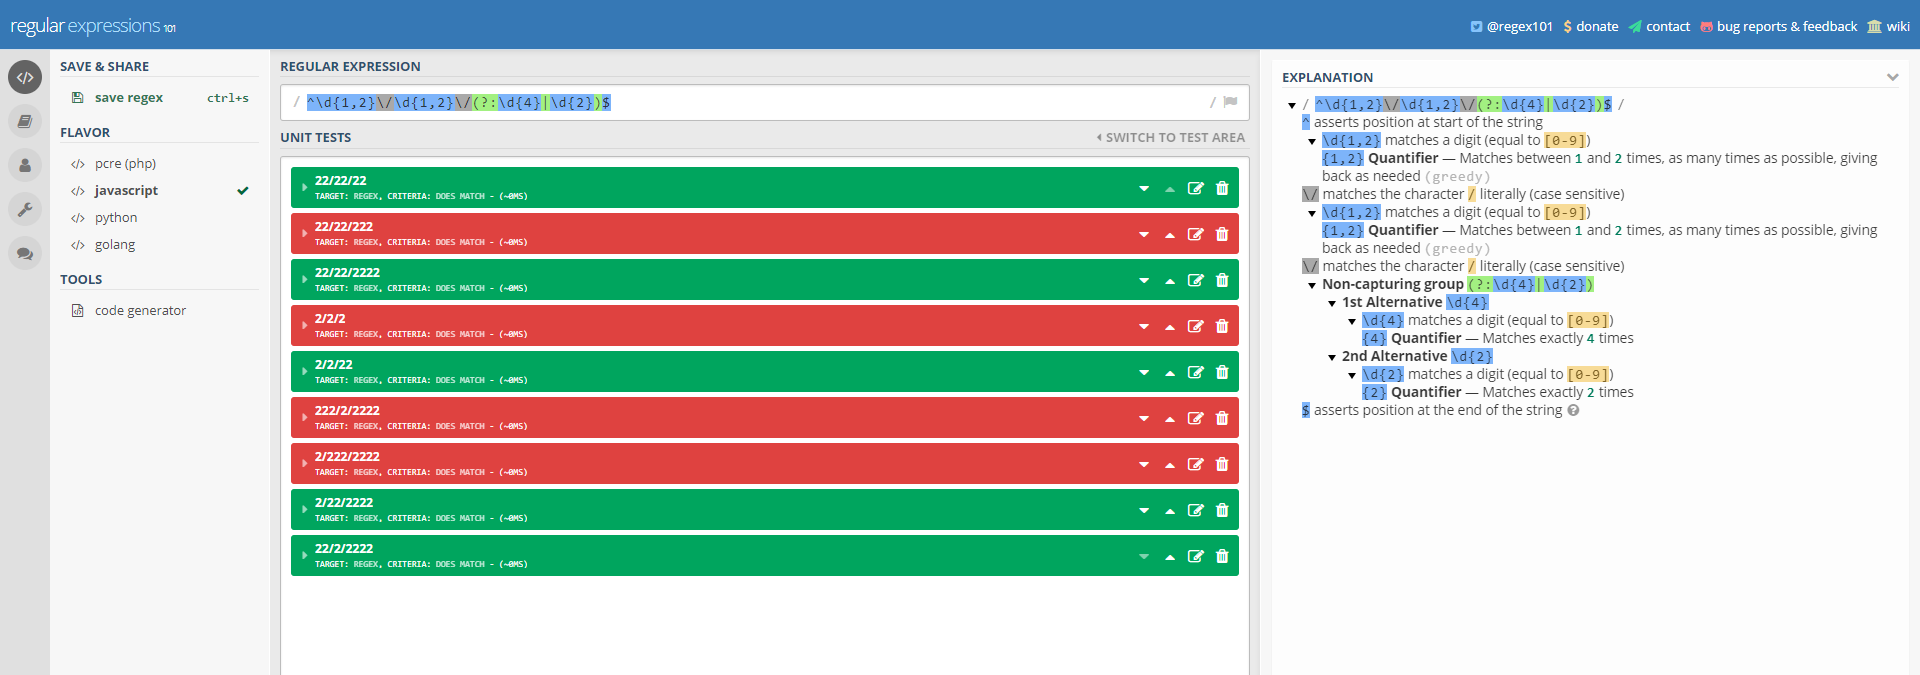 regular expressions 101
@regex101 donate contact bug reports & feedback wiki
SAVE & SHARE
save regex ctrl+s
FLAVOR
</> pcre (php)
</> javascript
</> python
</> golang
TOOLS
code generator
REGULAR EXPRESSION
/ ^\d{1,2}\/\d{1,2}\/(?:\d{4}|\d{2})$ /
UNIT TESTS
SWITCH TO TEST AREA
22/22/22
TARGET: REGEX, CRITERIA: DOES MATCH - (~0MS)
22/22/222
TARGET: REGEX, CRITERIA: DOES MATCH - (~0MS)
22/22/2222
TARGET: REGEX, CRITERIA: DOES MATCH - (~0MS)
2/2/2
TARGET: REGEX, CRITERIA: DOES MATCH - (~0MS)
2/2/22
TARGET: REGEX, CRITERIA: DOES MATCH - (~0MS)
222/2/2222
TARGET: REGEX, CRITERIA: DOES MATCH - (~0MS)
2/222/2222
TARGET: REGEX, CRITERIA: DOES MATCH - (~0MS)
2/22/2222
TARGET: REGEX, CRITERIA: DOES MATCH - (~0MS)
22/2/2222
TARGET: REGEX, CRITERIA: DOES MATCH - (~0MS)
EXPLANATION
/ ^\d{1,2}\/\d{1,2}\/(?:\d{4}|\d{2})$ /
^ asserts position at start of the string
\d{1,2} matches a digit (equal to [0-9])
{1,2} Quantifier — Matches between 1 and 2 times, as many times as possible, giving
back as needed (greedy)
\/ matches the character / literally (case sensitive)
\d{1,2} matches a digit (equal to [0-9])
{1,2} Quantifier — Matches between 1 and 2 times, as many times as possible, giving
back as needed (greedy)
\/ matches the character / literally (case sensitive)
Non-capturing group (?:\d{4}|\d{2})
1st Alternative \d{4}
\d{4} matches a digit (equal to [0-9])
{4} Quantifier — Matches exactly 4 times
2nd Alternative \d{2}
\d{2} matches a digit (equal to [0-9])
{2} Quantifier — Matches exactly 2 times
$ asserts position at the end of the string